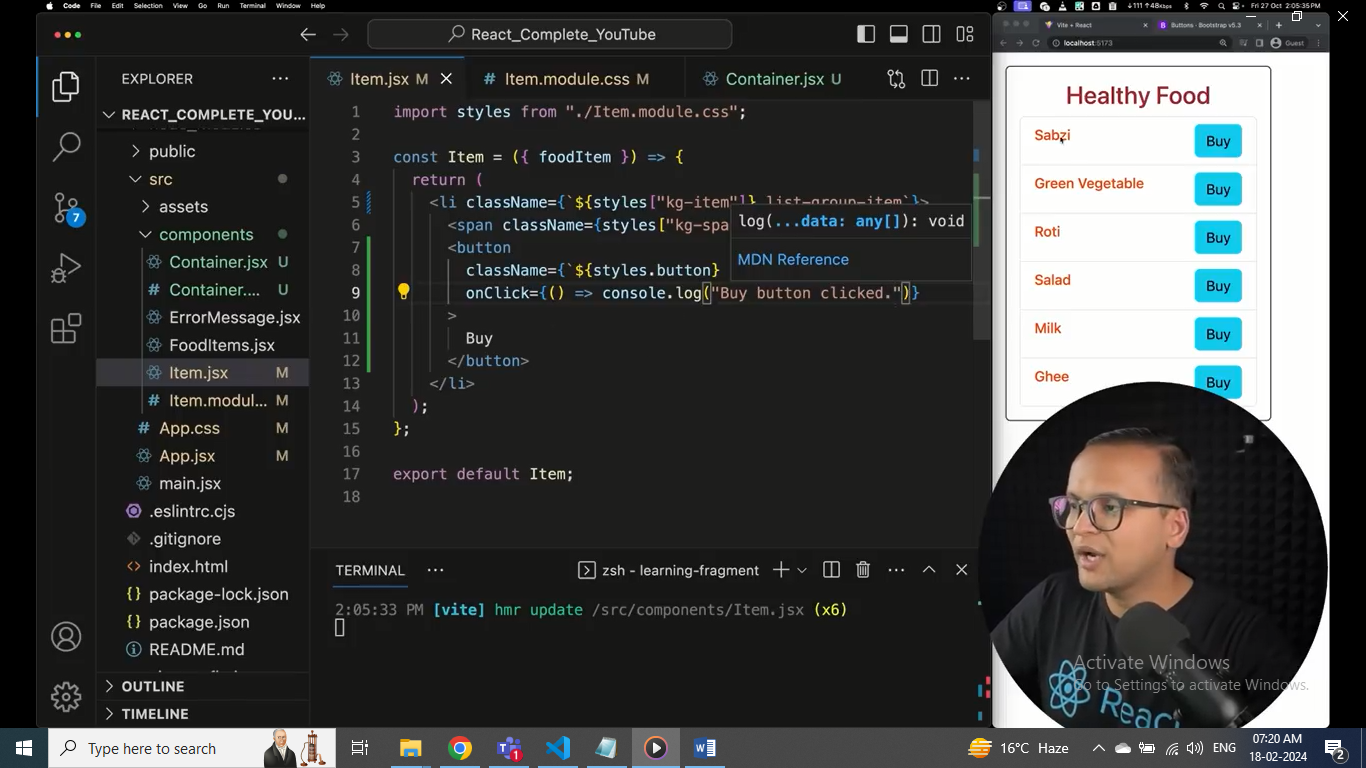 Code File Edit Selection View Go Run Terminal Window Help
Fri 27 Oct 2:05:35 PM
React_Complete_YouTube
Vite + React
Buttons · Bootstrap v5.3
localhost:5173
Guest
EXPLORER
Item.jsx M
# Item.module.css M
Container.jsx U
REACT_COMPLETE_YOU...
public
src
assets
components
Container.jsx U
# Container.... U
ErrorMessage.jsx
FoodItems.jsx
Item.jsx M
# Item.modul... M
# App.css M
App.jsx M
main.jsx
.eslintrc.cjs
.gitignore
index.html
package-lock.json
package.json
README.md
OUTLINE
TIMELINE
7
1 import styles from "./Item.module.css";
2
3 const Item = ({ foodItem }) => {
4 return (
5 <li className={`${styles["kg-item"]} list-group-item`}>
6 <span className={styles["kg-spa
7 <button
8 className={`${styles.button}
9 onClick={() => console.log("Buy button clicked.")}
10 >
11 Buy
12 </button>
13 </li>
14 );
15 };
16
17 export default Item;
18
log(...data: any[]): void
MDN Reference
TERMINAL
zsh - learning-fragment
2:05:33 PM [vite] hmr update /src/components/Item.jsx (x6)
Healthy Food
Sabzi Buy
Green Vegetable Buy
Roti Buy
Salad Buy
Milk Buy
Ghee Buy
Activate Windows
Go to Settings to activate Windows.
Type here to search
1
16°C Haze
ENG
07:20 AM
18-02-2024
2